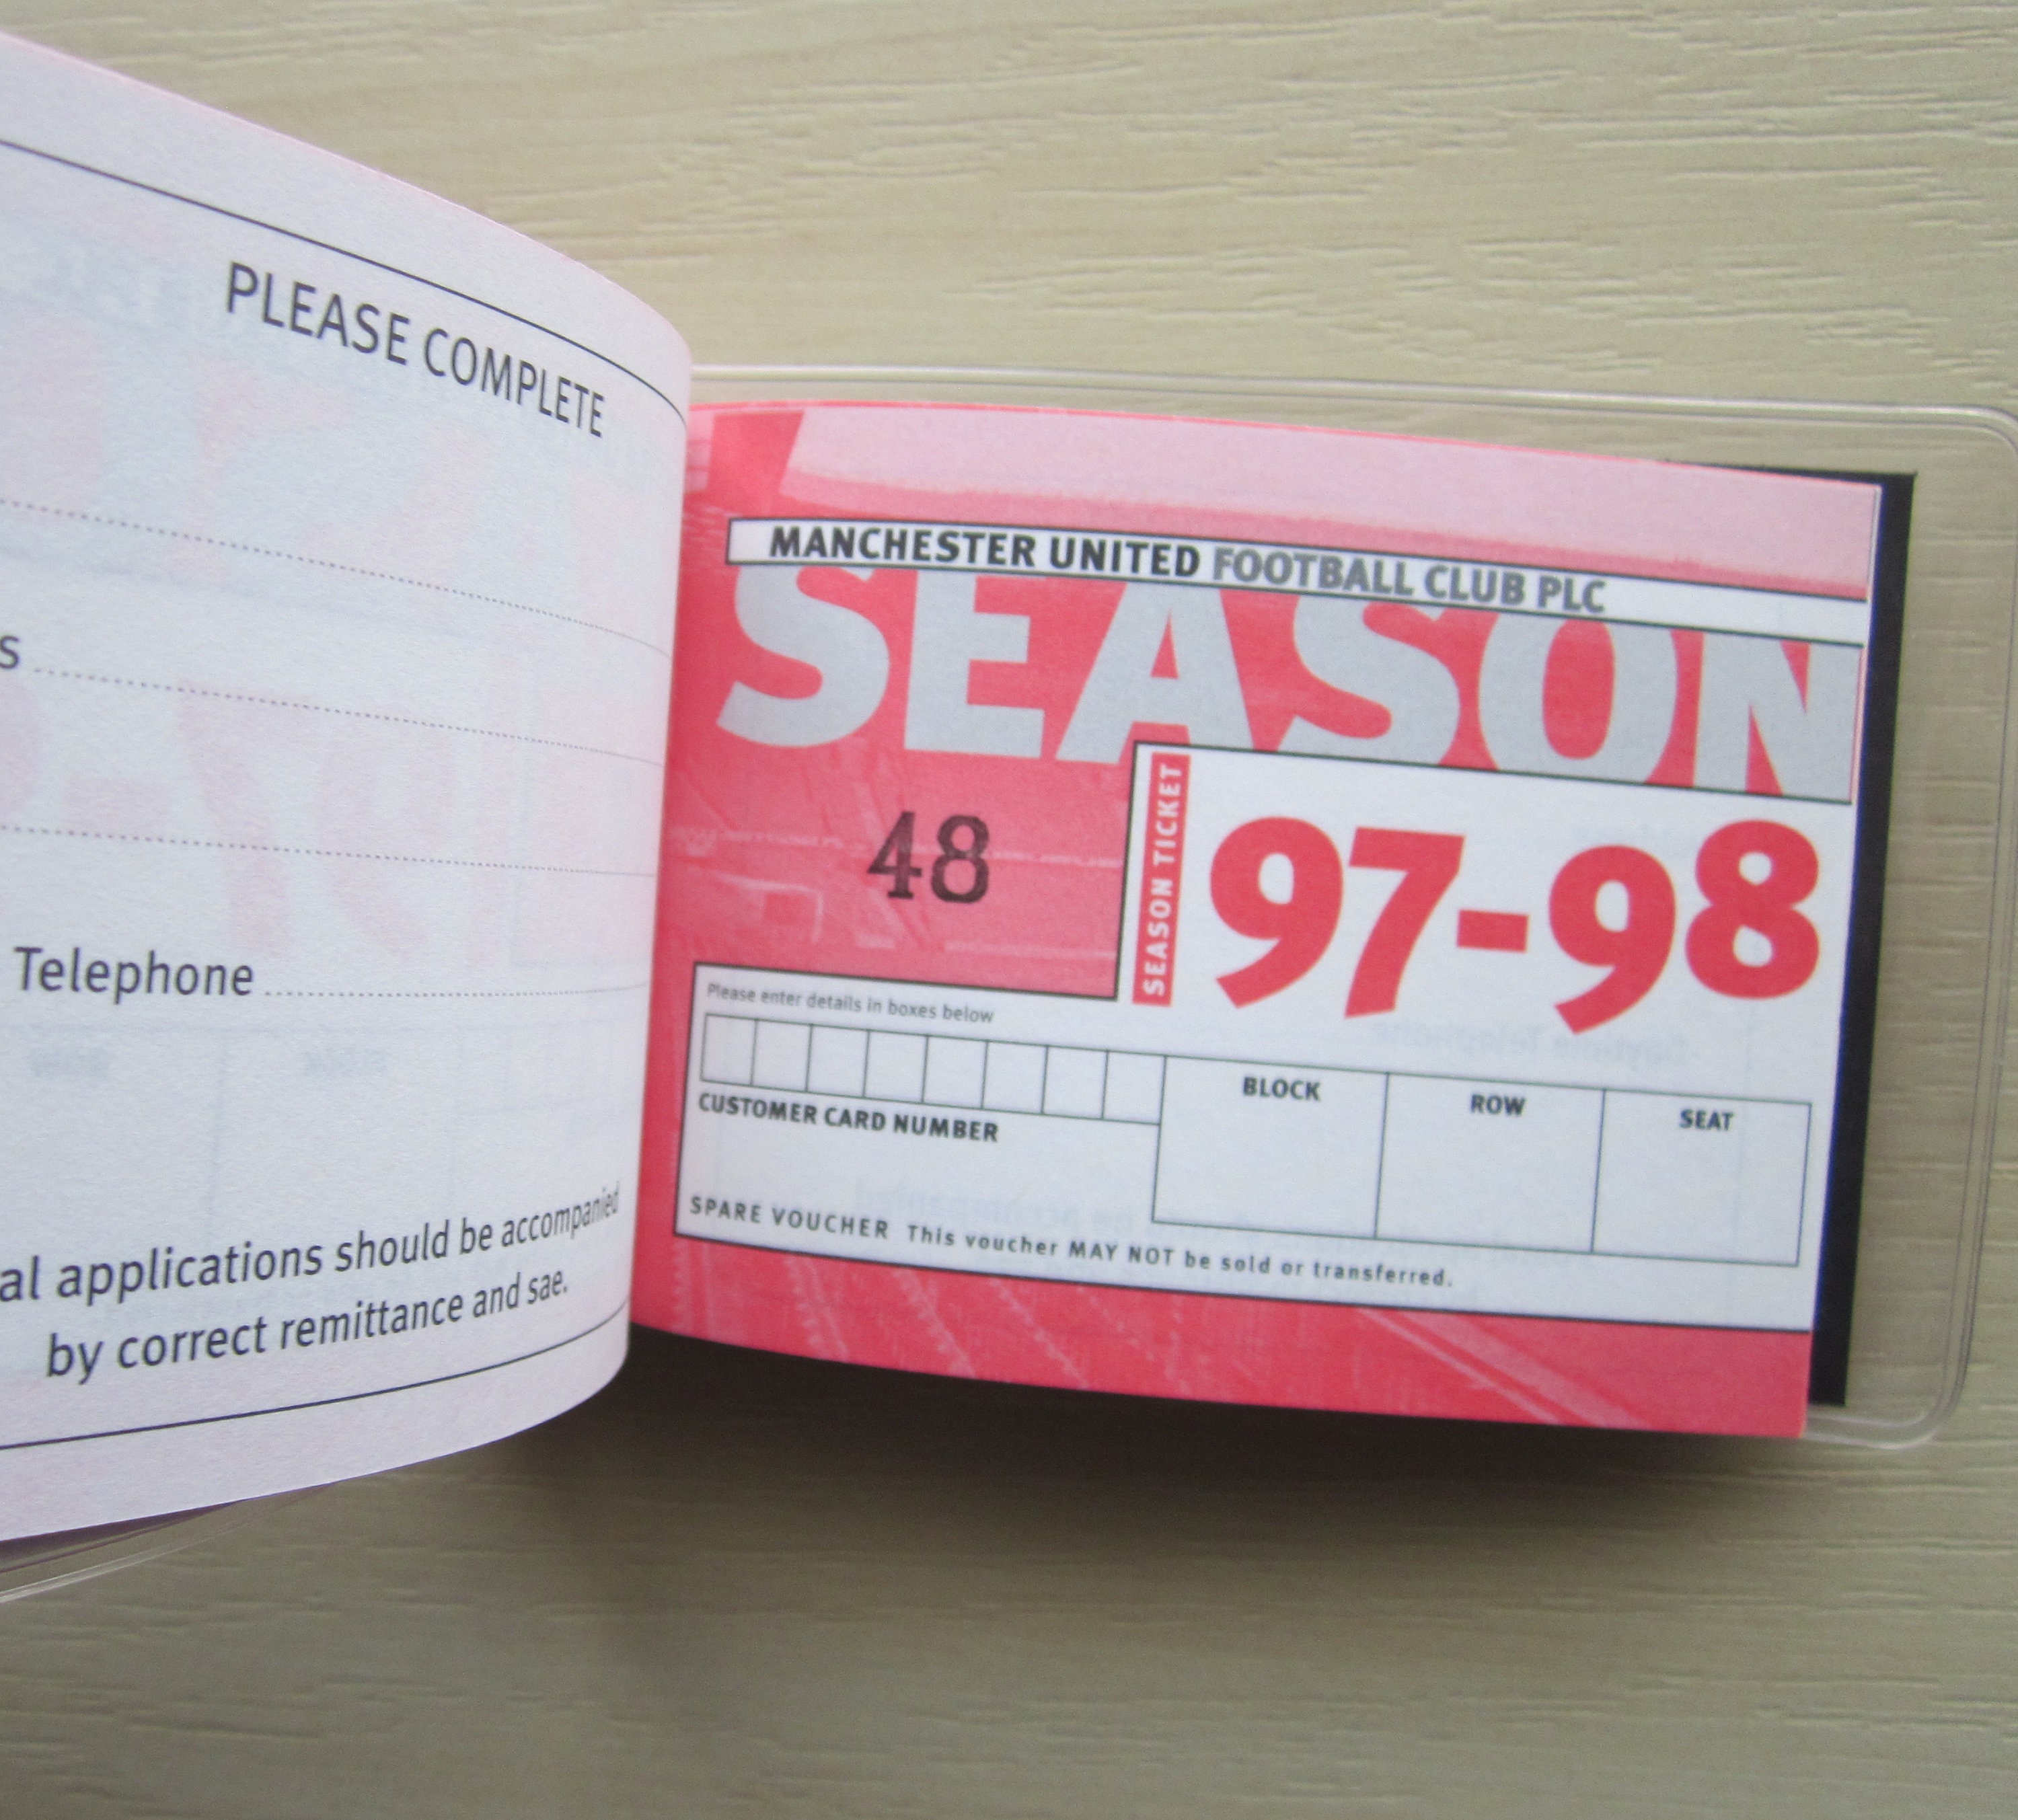 PLEASE COMPLETE
s
Telephone
al applications should be accompanied
by correct remittance and sae.
MANCHESTER UNITED FOOTBALL CLUB PLC
SEASON
48
SEASON TICKET
97-98
Please enter details in boxes below
CUSTOMER CARD NUMBER
BLOCK
ROW
SEAT
SPARE VOUCHER This voucher MAY NOT be sold or transferred.